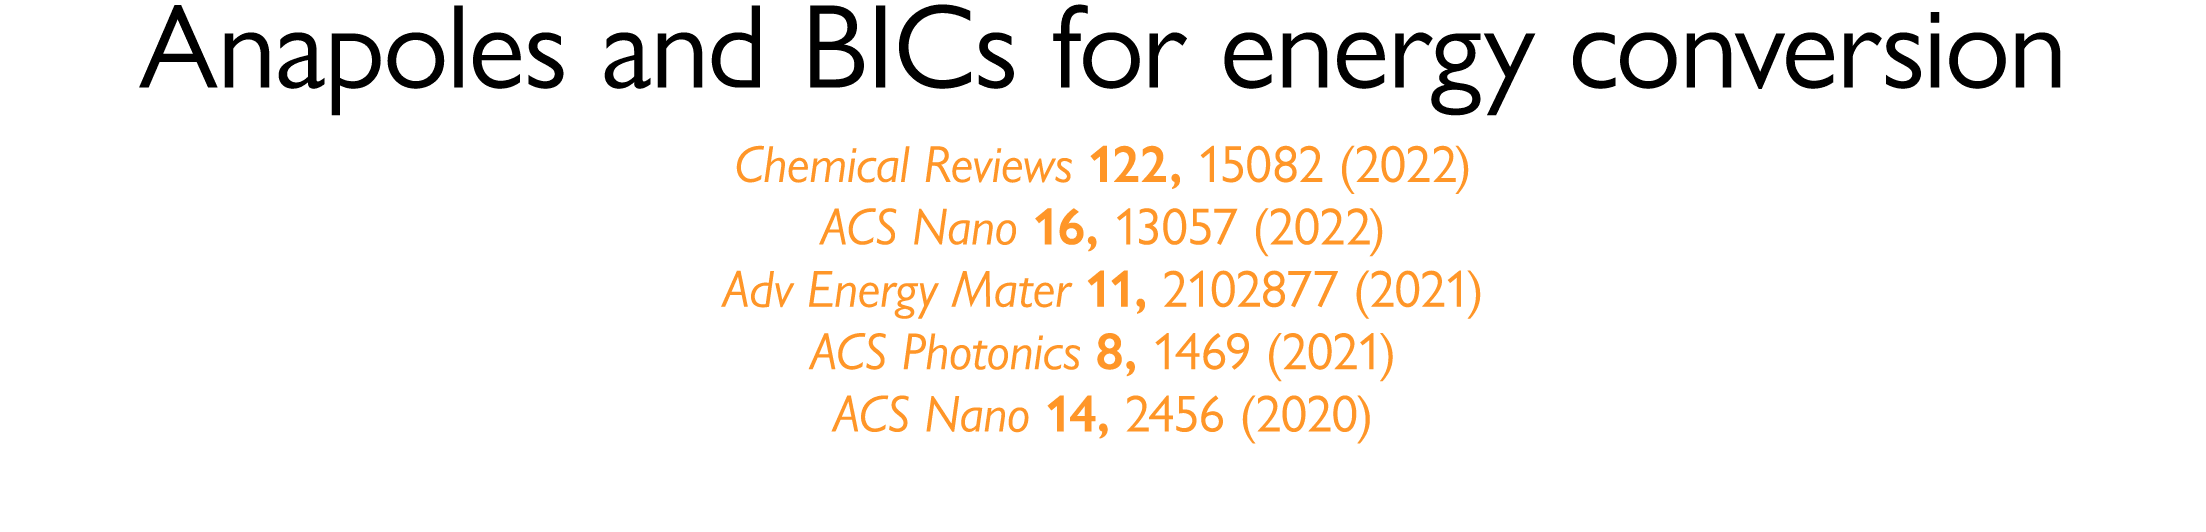 Anapoles and BICs for energy conversion
Chemical Reviews 122, 15082 (2022)
ACS Nano 16, 13057 (2022)
Adv Energy Mater 11, 2102877 (2021)
ACS Photonics 8, 1469 (2021)
ACS Nano 14, 2456 (2020)